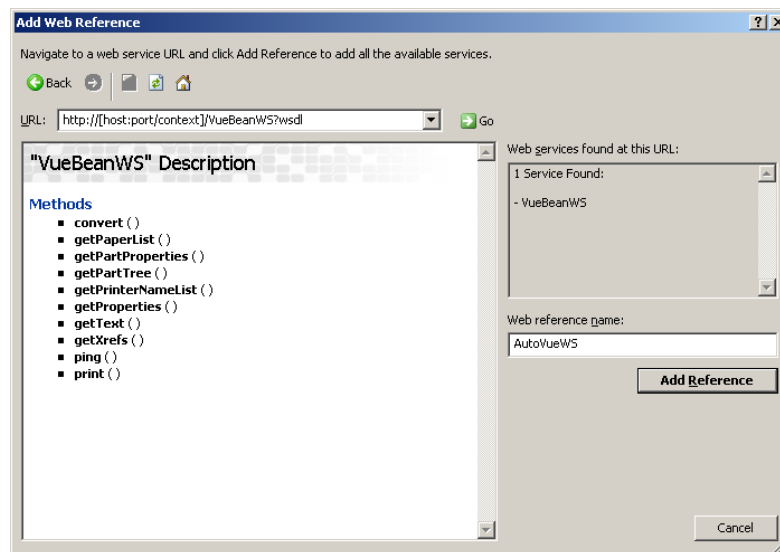 Add Web Reference
Navigate to a web service URL and click Add Reference to add all the available services.
Back
URL: http://[host:port/context]/VueBeanWS?wsdl Go
"VueBeanWS" Description
Methods
convert ( )
getPaperList ( )
getPartProperties ( )
getPartTree ( )
getPrinterNameList ( )
getProperties ( )
getText ( )
getXrefs ( )
ping ( )
print ( )
Web services found at this URL:
1 Service Found:
- VueBeanWS
Web reference name:
AutoVueWS
Add Reference
Cancel